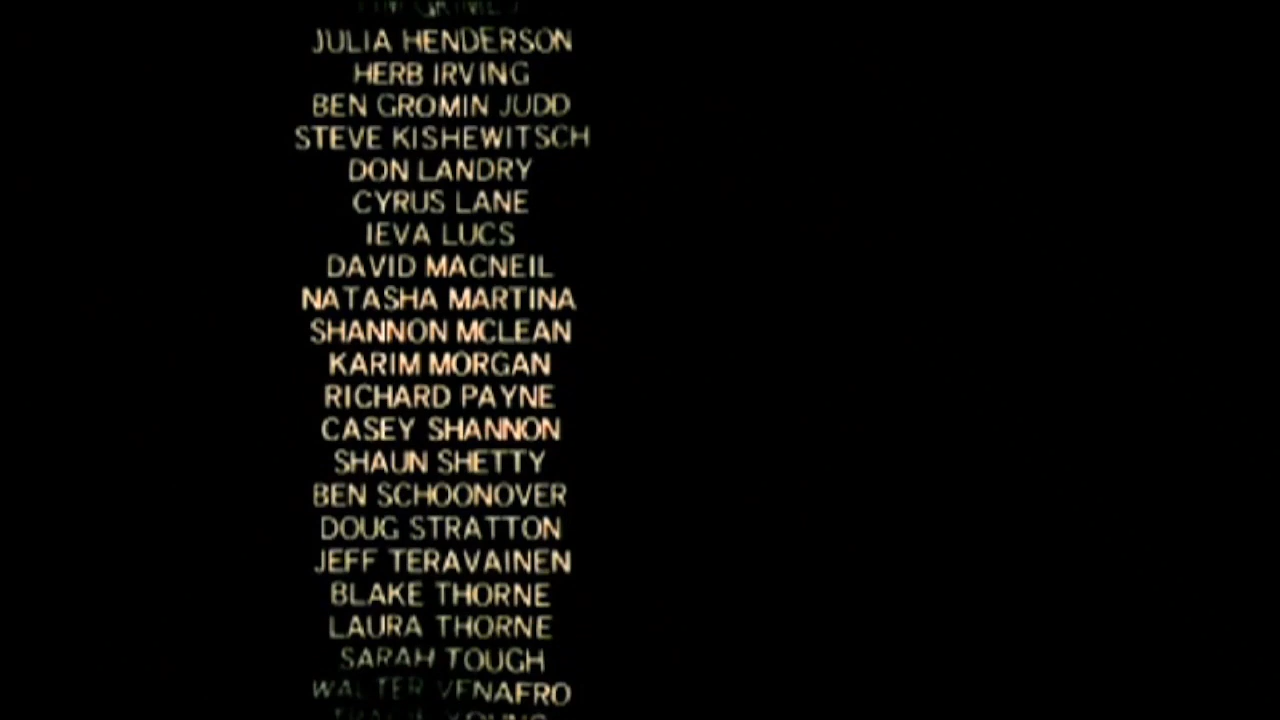 JULIA HENDERSON
HERB IRVING
BEN GROMIN JUDD
STEVE KISHEWITSCH
DON LANDRY
CYRUS LANE
IEVA LUCS
DAVID MACNEIL
NATASHA MARTINA
SHANNON MCLEAN
KARIM MORGAN
RICHARD PAYNE
CASEY SHANNON
SHAUN SHETTY
BEN SCHOONOVER
DOUG STRATTON
JEFF TERAVAINEN
BLAKE THORNE
LAURA THORNE
SARAH TOUGH
WALTER VENAFRO
YOUNG